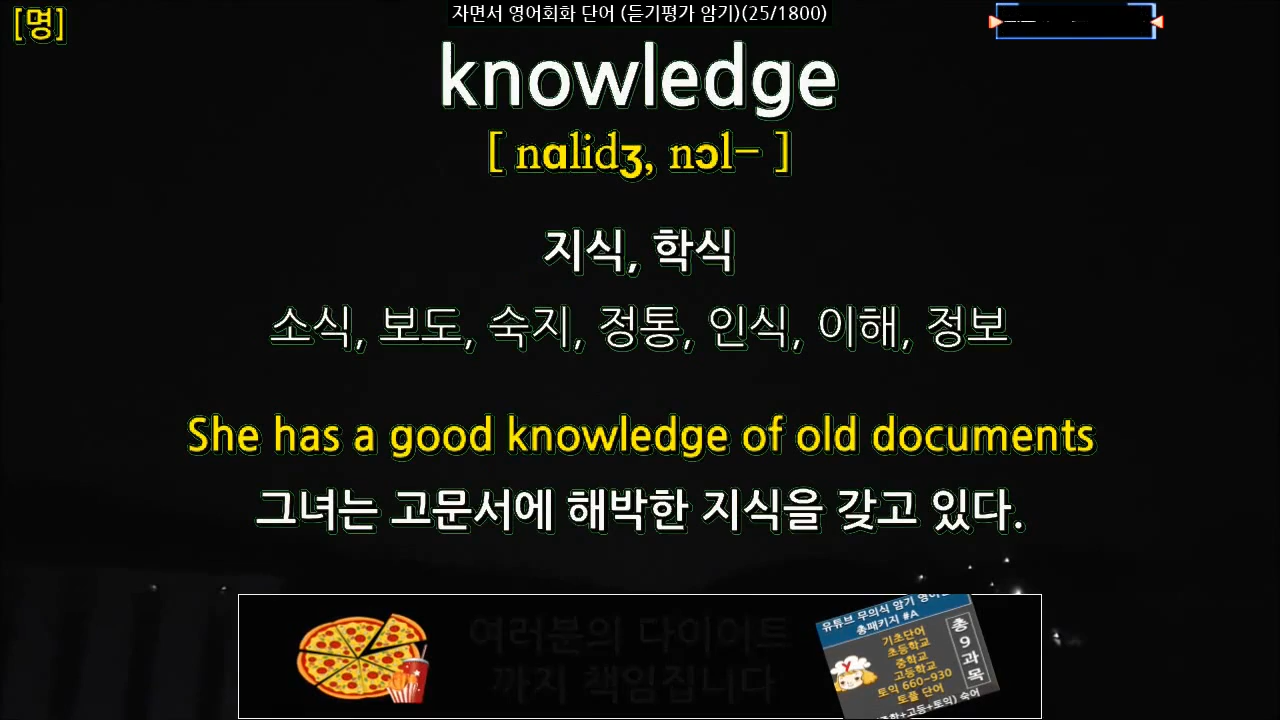 [명]
자면서 영어회화 단어 (듣기평가 암기)(25/1800)
knowledge
[ nɑlidʒ, nɔl− ]
지식, 학식
소식, 보도, 숙지, 정통, 인식, 이해, 정보
She has a good knowledge of old documents
그녀는 고문서에 해박한 지식을 갖고 있다.
여러분의 다이어트
까지 책임집니다
유튜브 무의식 암기
총패키지 #A
기초단어
초등학교
중학교
고등학교
토익 660-930
토플 단어
고등+토익) 숙어
총
9
과
목